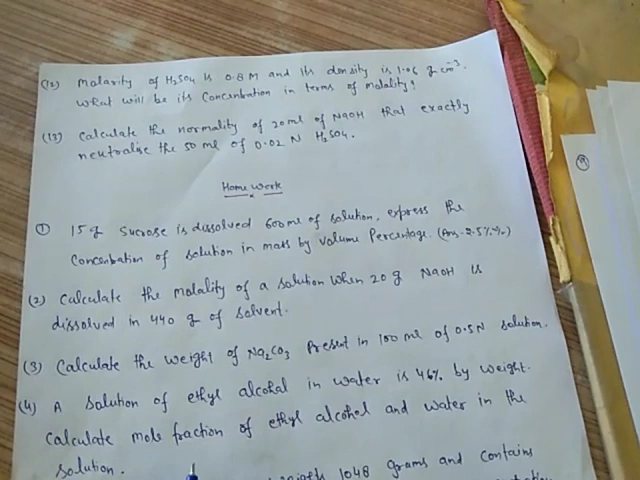 (12) Molarity of H₂SO₄ is 0.8 M and its density is 1.06 g cm⁻³.
What will be its concentration in terms of molality?
(13) Calculate the normality of 20 ml of NaOH that exactly
neutralise the 50 ml of 0.02 N H₂SO₄.
Home Work
① 15 g sucrose is dissolved 600 ml of solution, express the
concentration of solution in mass by volume percentage. (Ans-2.5%
(2) Calculate the molality of a solution when 20 g NaOH is
dissolved in 440 g of solvent.
(3) Calculate the weight of Na₂CO₃ present in 100 ml of 0.5N solution.
(4) A solution of ethyl alcohol in water is 46% by weight.
Calculate mole fraction of ethyl alcohol and water in the
solution.
1048 grams and contains